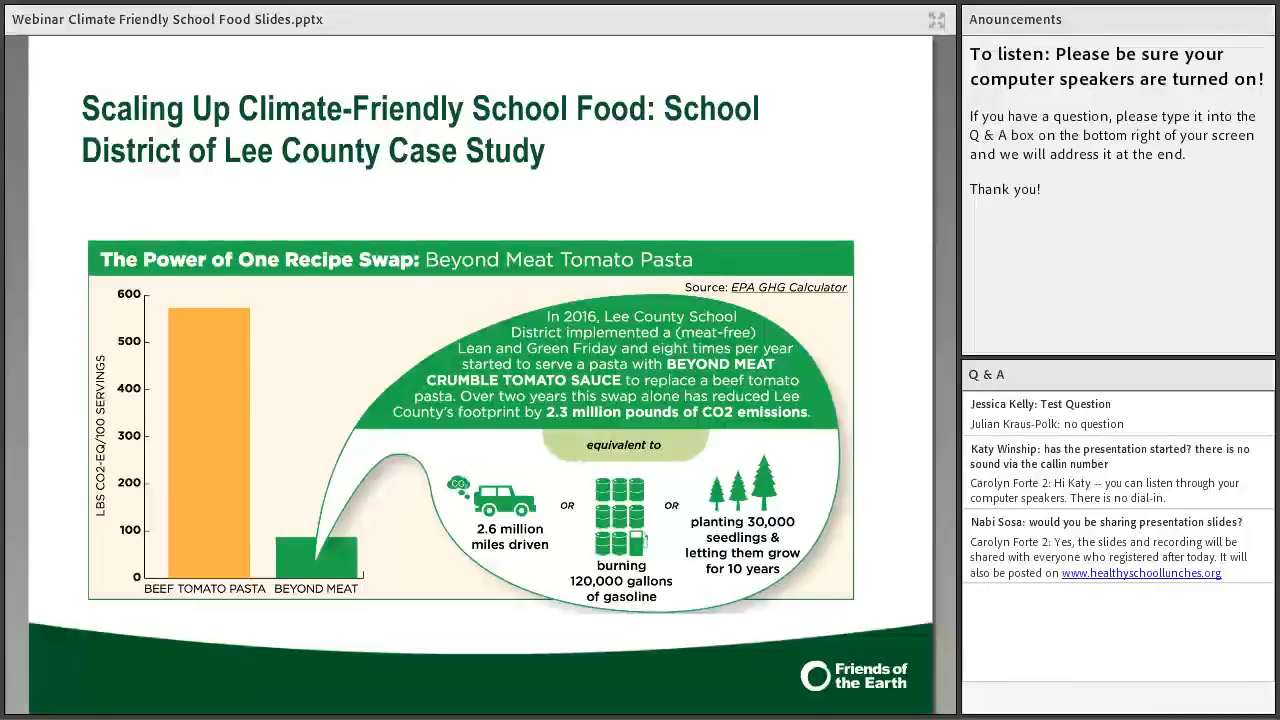 Webinar Climate Friendly School Food Slides.pptx
Scaling Up Climate-Friendly School Food: School
District of Lee County Case Study
The Power of One Recipe Swap: Beyond Meat Tomato Pasta
Source: EPA GHG Calculator
LBS CO2-EQ/100 SERVINGS
600
500
400
300
200
100
0
BEEF TOMATO PASTA
BEYOND MEAT
In 2016, Lee County School
District implemented a (meat-free)
Lean and Green Friday and eight times per year
started to serve a pasta with BEYOND MEAT
CRUMBLE TOMATO SAUCE to replace a beef tomato
pasta. Over two years this swap alone has reduced Lee
County's footprint by 2.3 million pounds of CO2 emissions.
equivalent to
CO2
2.6 million
miles driven
OR
burning
120,000 gallons
of gasoline
OR
planting 30,000
seedlings &
letting them grow
for 10 years
Friends of
the Earth
Anouncements
To listen: Please be sure your
computer speakers are turned on!
If you have a question, please type it into the
Q & A box on the bottom right of your screen
and we will address it at the end.
Thank you!
Q & A
Jessica Kelly: Test Question
Julian Kraus-Polk: no question
Katy Winship: has the presentation started? there is no
sound via the callin number
Carolyn Forte 2: Hi Katy -- you can listen through your
computer speakers. There is no dial-in.
Nabi Sosa: would you be sharing presentation slides?
Carolyn Forte 2: Yes, the slides and recording will be
shared with everyone who registered after today. It will
also be posted on www.healthyschoollunches.org